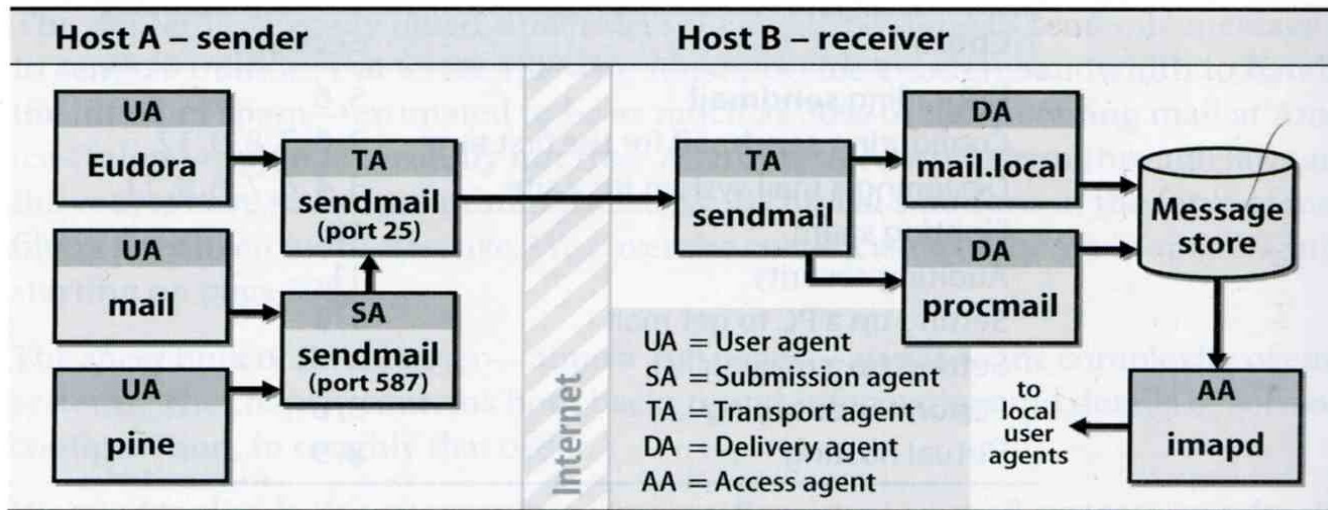 Host A – sender
Host B – receiver
UA
Eudora
UA
mail
UA
pine
TA
sendmail
(port 25)
SA
sendmail
(port 587)
Internet
TA
sendmail
DA
mail.local
DA
procmail
Message
store
AA
imapd
to
local
user
agents
UA = User agent
SA = Submission agent
TA = Transport agent
DA = Delivery agent
AA = Access agent